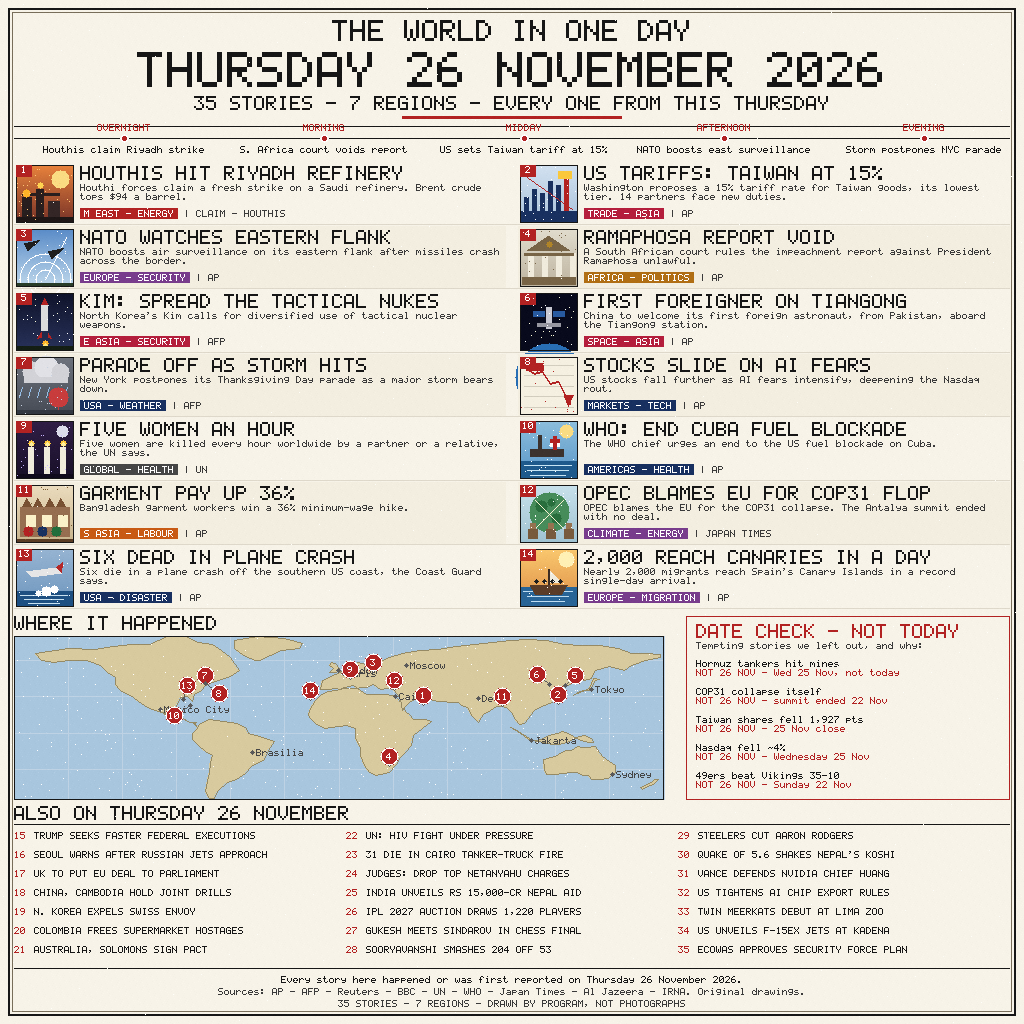 THE WORLD IN ONE DAY
THURSDAY 26 NOVEMBER 2026
35 STORIES – 7 REGIONS – EVERY ONE FROM THIS THURSDAY
OVERNIGHT MORNING MIDDAY AFTERNOON EVENING
Houthis claim Riyadh strike S. Africa court voids report US sets Taiwan tariff at 15% NATO boosts east surveillance Storm postpones NYC parade
1
HOUTHIS HIT RIYADH REFINERY
Houthi forces claim a fresh strike on a Saudi refinery. Brent crude
tops $94 a barrel.
M EAST – ENERGY | CLAIM – HOUTHIS
2
US TARIFFS: TAIWAN AT 15%
Washington proposes a 15% tariff rate for Taiwan goods, its lowest
tier. 14 partners face new duties.
TRADE – ASIA | AP
3
NATO WATCHES EASTERN FLANK
NATO boosts air surveillance on its eastern flank after missiles crash
across the border.
EUROPE – SECURITY | AP
4
RAMAPHOSA REPORT VOID
A South African court rules the impeachment report against President
Ramaphosa unlawful.
AFRICA – POLITICS | AP
5
KIM: SPREAD THE TACTICAL NUKES
North Korea's Kim calls for diversified use of tactical nuclear
weapons.
E ASIA – SECURITY | AFP
6
FIRST FOREIGNER ON TIANGONG
China to welcome its first foreign astronaut, from Pakistan, aboard
the Tiangong station.
SPACE – ASIA | AP
7
PARADE OFF AS STORM HITS
New York postpones its Thanksgiving Day parade as a major storm bears
down.
USA – WEATHER | AFP
8
STOCKS SLIDE ON AI FEARS
US stocks fall further as AI fears intensify, deepening the Nasdaq
rout.
MARKETS – TECH | AP
9
FIVE WOMEN AN HOUR
Five women are killed every hour worldwide by a partner or a relative,
the UN says.
GLOBAL – HEALTH | UN
10
WHO: END CUBA FUEL BLOCKADE
The WHO chief urges an end to the US fuel blockade on Cuba.
AMERICAS – HEALTH | AP
11
GARMENT PAY UP 36%
Bangladesh garment workers win a 36% minimum-wage hike.
S ASIA – LABOUR | AP
12
OPEC BLAMES EU FOR COP31 FLOP
OPEC blames the EU for the COP31 collapse. The Antalya summit ended
with no deal.
CLIMATE – ENERGY | JAPAN TIMES
13
SIX DEAD IN PLANE CRASH
Six die in a plane crash off the southern US coast, the Coast Guard
says.
USA – DISASTER | AP
14
2,000 REACH CANARIES IN A DAY
Nearly 2,000 migrants reach Spain's Canary Islands in a record
single-day arrival.
EUROPE – MIGRATION | AP
WHERE IT HAPPENED
3
9
Moscow
7
6
5
12
13
8
14
1
11
2
Tokyo
10
City
Jakarta
Brasilia
4
Sydney
DATE CHECK – NOT TODAY
Tempting stories we left out, and why:
Hormuz tankers hit mines
NOT 26 NOV – Wed 25 Nov, not today
COP31 collapse itself
NOT 26 NOV – summit ended 22 Nov
Taiwan shares fell 1,927 pts
NOT 26 NOV – 25 Nov close
Nasdaq fell ~4%
NOT 26 NOV – Wednesday 25 Nov
49ers beat Vikings 35-10
NOT 26 NOV – Sunday 22 Nov
ALSO ON THURSDAY 26 NOVEMBER
15 TRUMP SEEKS FASTER FEDERAL EXECUTIONS
16 SEOUL WARNS AFTER RUSSIAN JETS APPROACH
17 UK TO PUT EU DEAL TO PARLIAMENT
18 CHINA, CAMBODIA HOLD JOINT DRILLS
19 N. KOREA EXPELS SWISS ENVOY
20 COLOMBIA FREES SUPERMARKET HOSTAGES
21 AUSTRALIA, SOLOMONS SIGN PACT
22 UN: HIV FIGHT UNDER PRESSURE
23 31 DIE IN CAIRO TANKER-TRUCK FIRE
24 JUDGES: DROP TOP NETANYAHU CHARGES
25 INDIA UNVEILS RS 15,000-CR NEPAL AID
26 IPL 2027 AUCTION DRAWS 1,220 PLAYERS
27 GUKESH MEETS SINDAROV IN CHESS FINAL
28 SOORYAVANSHI SMASHES 204 OFF 53
29 STEELERS CUT AARON RODGERS
30 QUAKE OF 5.6 SHAKES NEPAL'S KOSHI
31 VANCE DEFENDS NVIDIA CHIEF HUANG
32 US TIGHTENS AI CHIP EXPORT RULES
33 TWIN MEERKATS DEBUT AT LIMA ZOO
34 US UNVEILS F-15EX JETS AT KADENA
35 ECOWAS APPROVES SECURITY FORCE PLAN
Every story here happened or was first reported on Thursday 26 November 2026.
Sources: AP – AFP – Reuters – BBC – UN – WHO – Japan Times – Al Jazeera – IRNA. Original drawings.
35 STORIES – 7 REGIONS – DRAWN BY PROGRAM, NOT PHOTOGRAPHS